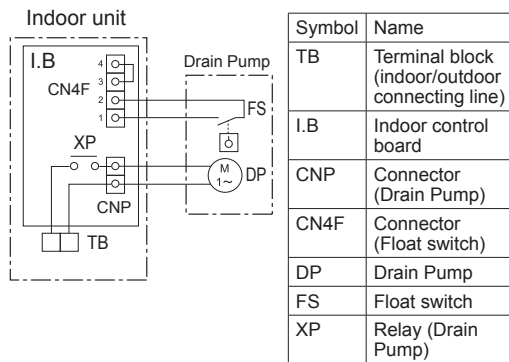 Indoor unit
I.B
4
3
CN4F
2
1
XP
CNP
TB
Drain Pump
FS
M
1~
DP
Symbol Name
TB Terminal block
(indoor/outdoor
connecting line)
I.B Indoor control
board
CNP Connector
(Drain Pump)
CN4F Connector
(Float switch)
DP Drain Pump
FS Float switch
XP Relay (Drain
Pump)